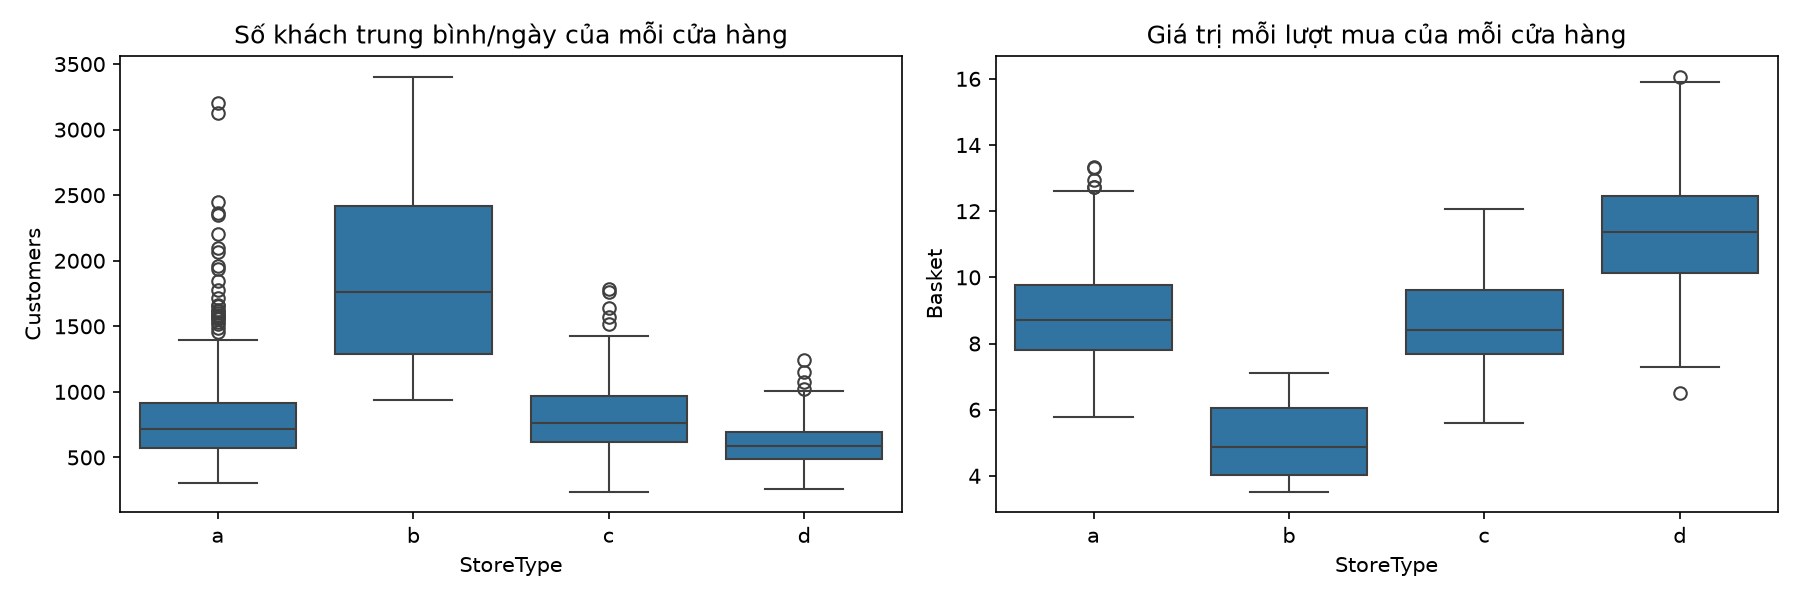 Số khách trung bình/ngày của mỗi cửa hàng
3500
3000
2500
2000
1500
1000
500
Customers
a b c d
StoreType
Giá trị mỗi lượt mua của mỗi cửa hàng
16
14
12
10
8
6
4
Basket
a b c d
StoreType